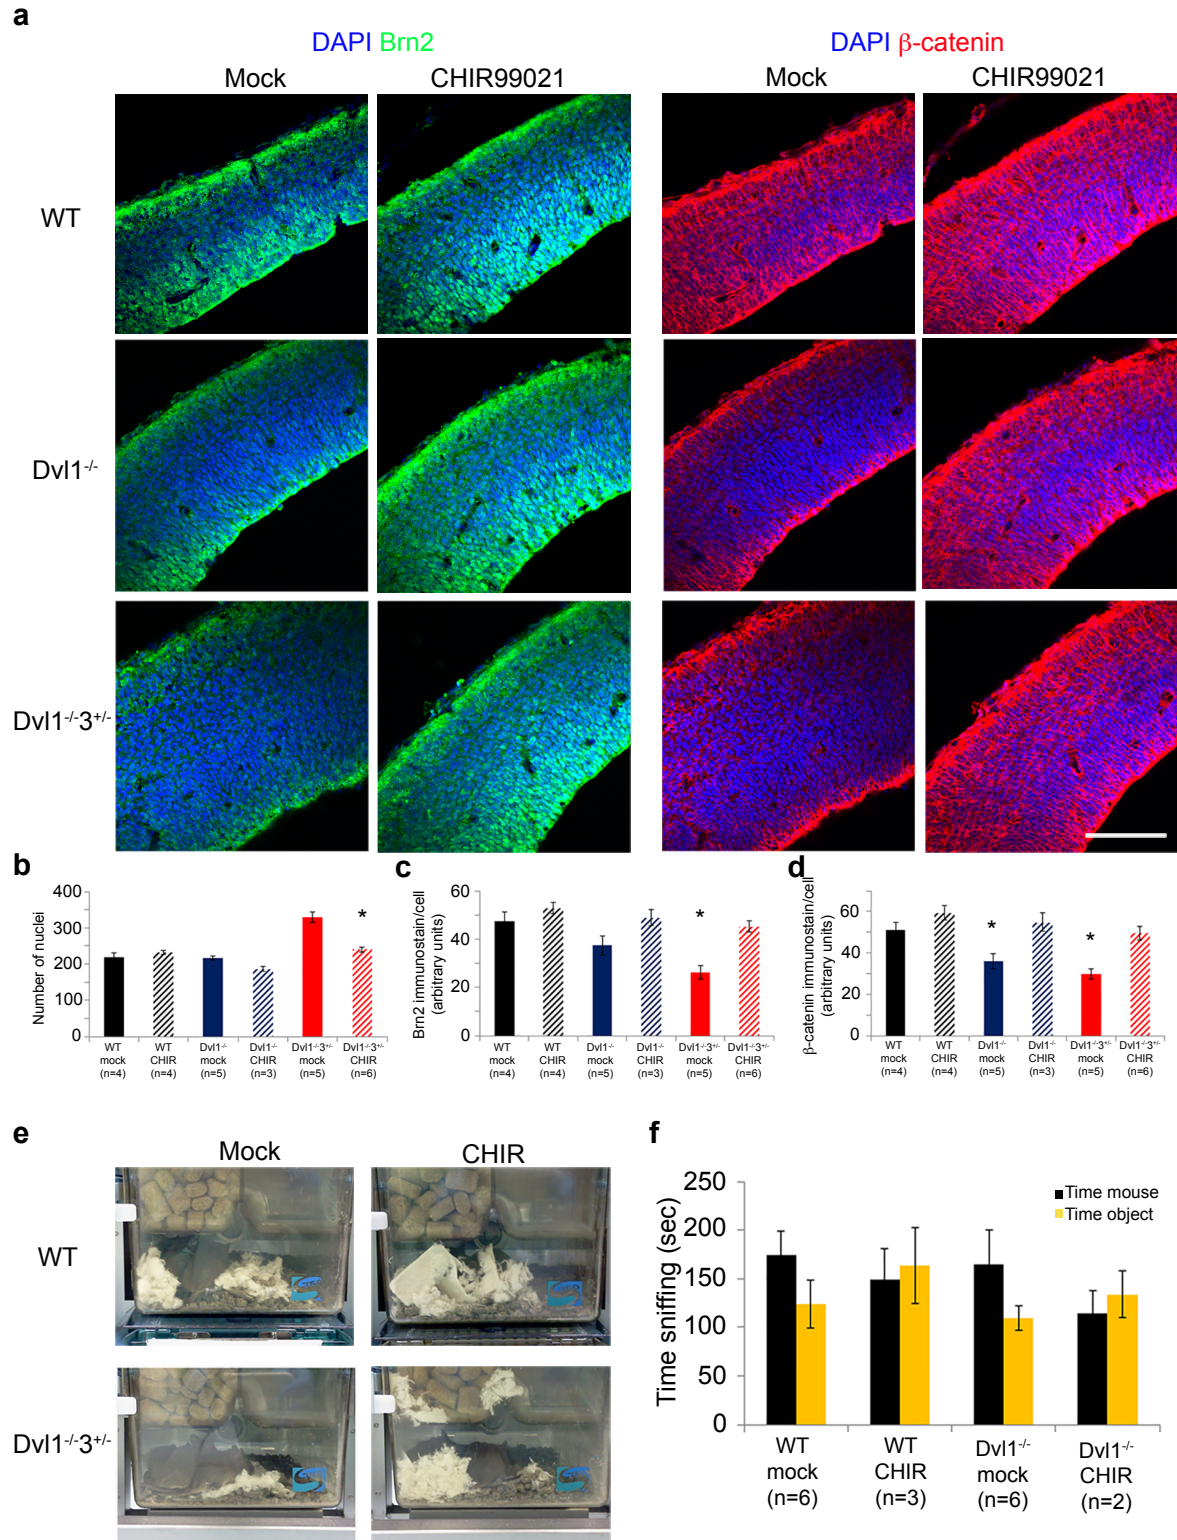 a
DAPI Brn2
DAPI β-catenin
Mock
CHIR99021
Mock
CHIR99021
WT
Dvl1-/-
Dvl1-/-3+/-
b
Number of nuclei
400
300
200
100
0
*
WT mock (n=4)
WT CHIR (n=4)
Dvl1-/- mock (n=5)
Dvl1-/- CHIR (n=3)
Dvl1-/-3+/- mock (n=5)
Dvl1-/-3+/- CHIR (n=6)
c
Brn2 immunostain/cell
(arbitrary units)
60
40
20
0
*
WT mock (n=4)
WT CHIR (n=4)
Dvl1-/- mock (n=5)
Dvl1-/- CHIR (n=3)
Dvl1-/-3+/- mock (n=5)
Dvl1-/-3+/- CHIR (n=6)
d
β-catenin immunostain/cell
(arbitrary units)
60
40
20
0
*
*
WT mock (n=4)
WT CHIR (n=4)
Dvl1-/- mock (n=5)
Dvl1-/- CHIR (n=3)
Dvl1-/-3+/- mock (n=5)
Dvl1-/-3+/- CHIR (n=6)
e
Mock
CHIR
WT
Dvl1-/-3+/-
f
Time sniffing (sec)
250
200
150
100
50
0
Time mouse
Time object
WT mock (n=6)
WT CHIR (n=3)
Dvl1-/- mock (n=6)
Dvl1-/- CHIR (n=2)